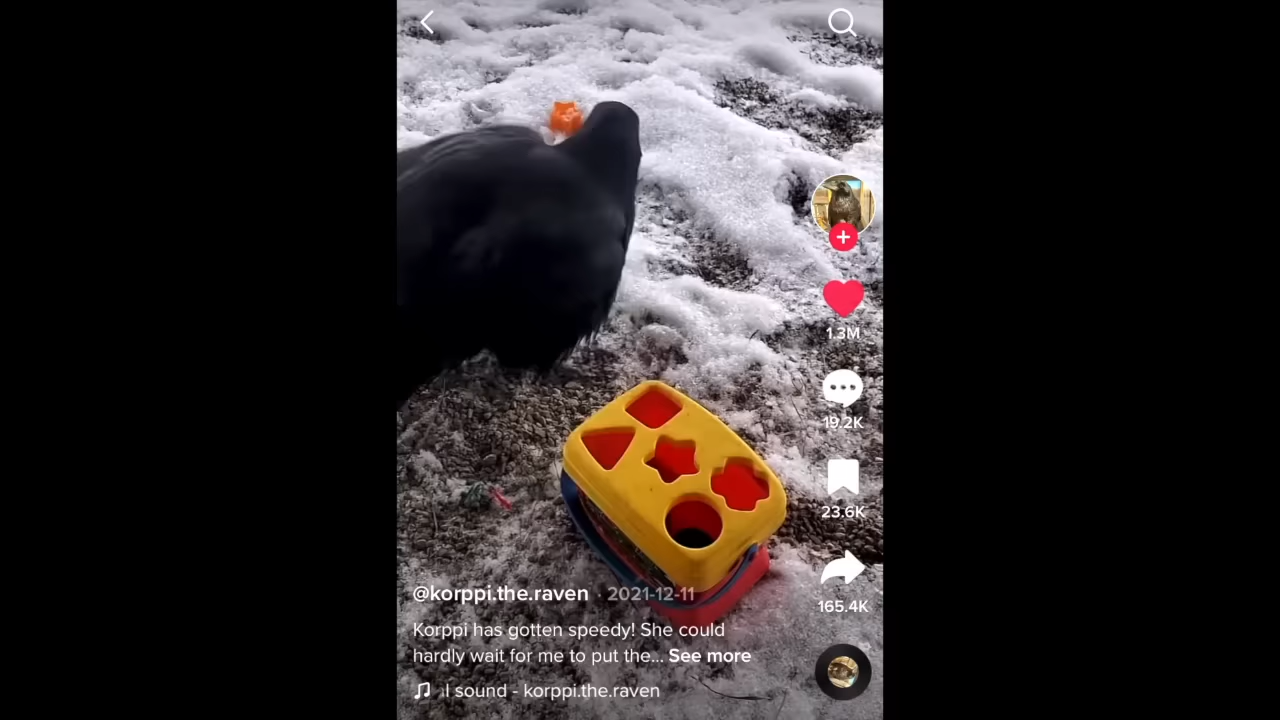 1.3M
19.2K
23.6K
165.4K
@korppi.the.raven · 2021-12-11
Korppi has gotten speedy! She could
hardly wait for me to put the... See more
l sound - korppi.the.raven